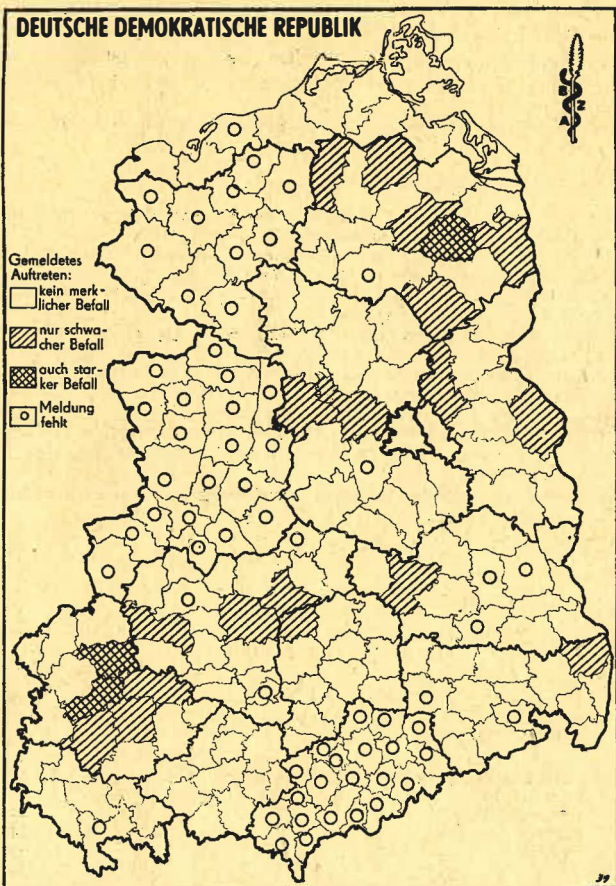 DEUTSCHE DEMOKRATISCHE REPUBLIK
B Z A
Gemeldetes
Auftreten:
kein merk-
licher Befall
nur schwa-
cher Befall
auch star-
ker Befall
Meldung
fehlt
39